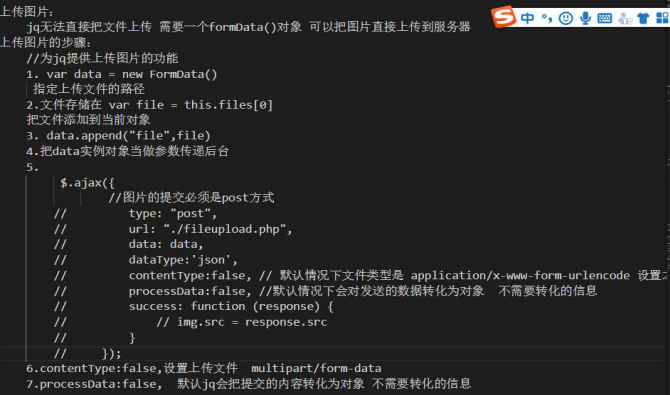 上传图片:
jq无法直接把文件上传 需要一个formData()对象 可以把图片直接上传到服务器
上传图片的步骤:
//为jq提供上传图片的功能
1. var data = new FormData()
指定上传文件的路径
2.文件存储在 var file = this.files[0]
把文件添加到当前对象
3. data.append("file",file)
4.把data实例对象当做参数传递后台
5.
$.ajax({
//图片的提交必须是post方式
// type: "post",
// url: "./fileupload.php",
// data: data,
// dataType:'json',
// contentType:false, // 默认情况下文件类型是 application/x-www-form-urlencode 设置
// processData:false, //默认情况下会对发送的数据转化为对象 不需要转化的信息
// success: function (response) {
// // img.src = response.src
// }
// });
6.contentType:false,设置上传文件 multipart/form-data
7.processData:false, 默认jq会把提交的内容转化为对象 不需要转化的信息
S 中